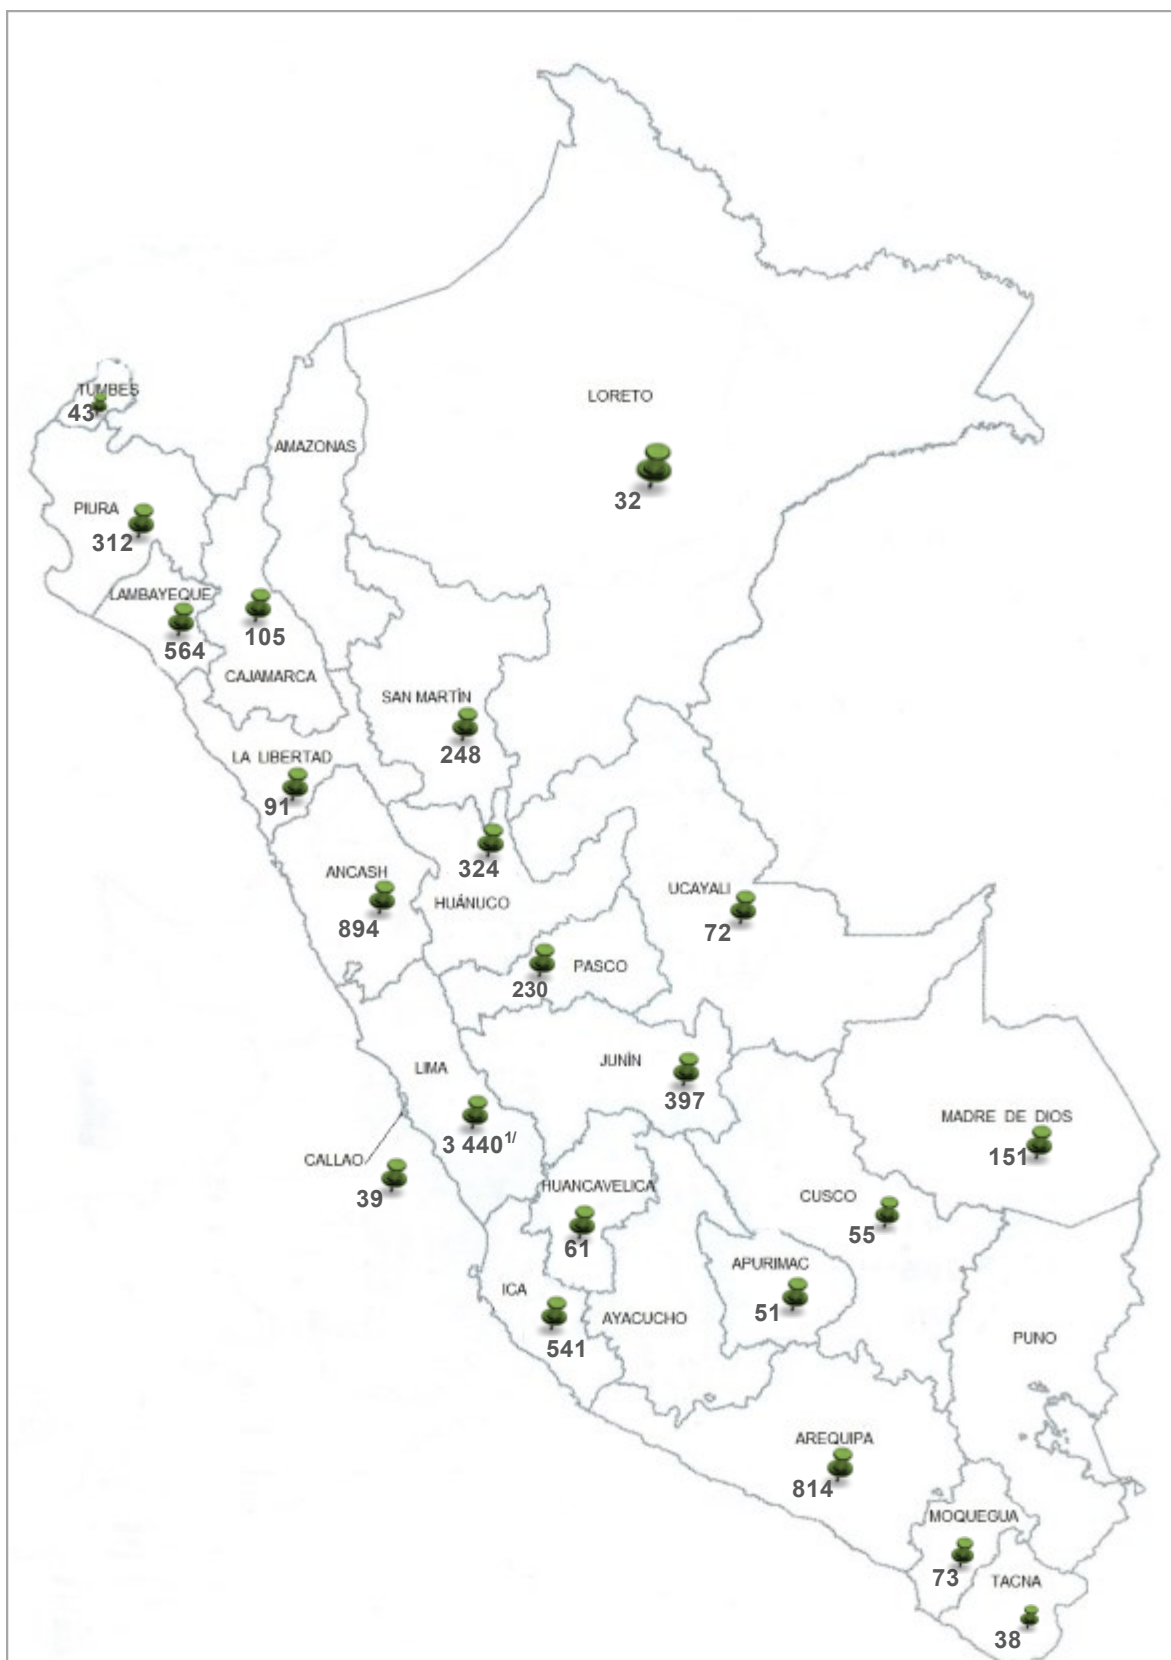 TUMBES
43
LORETO
AMAZONAS
32
PIURA
312
LAMBAYEQUE
564
105
CAJAMARCA
SAN MARTÍN
248
LA LIBERTAD
91
324
ANCASH
894
HUÁNUCO
UCAYALI
72
PASCO
230
LIMA
JUNÍN
397
3 440 1/
MADRE DE DIOS
151
CALLAO
39
HUANCAVELICA
61
CUSCO
55
APURIMAC
51
ICA
541
AYACUCHO
PUNO
AREQUIPA
814
MOQUEGUA
73
TACNA
38